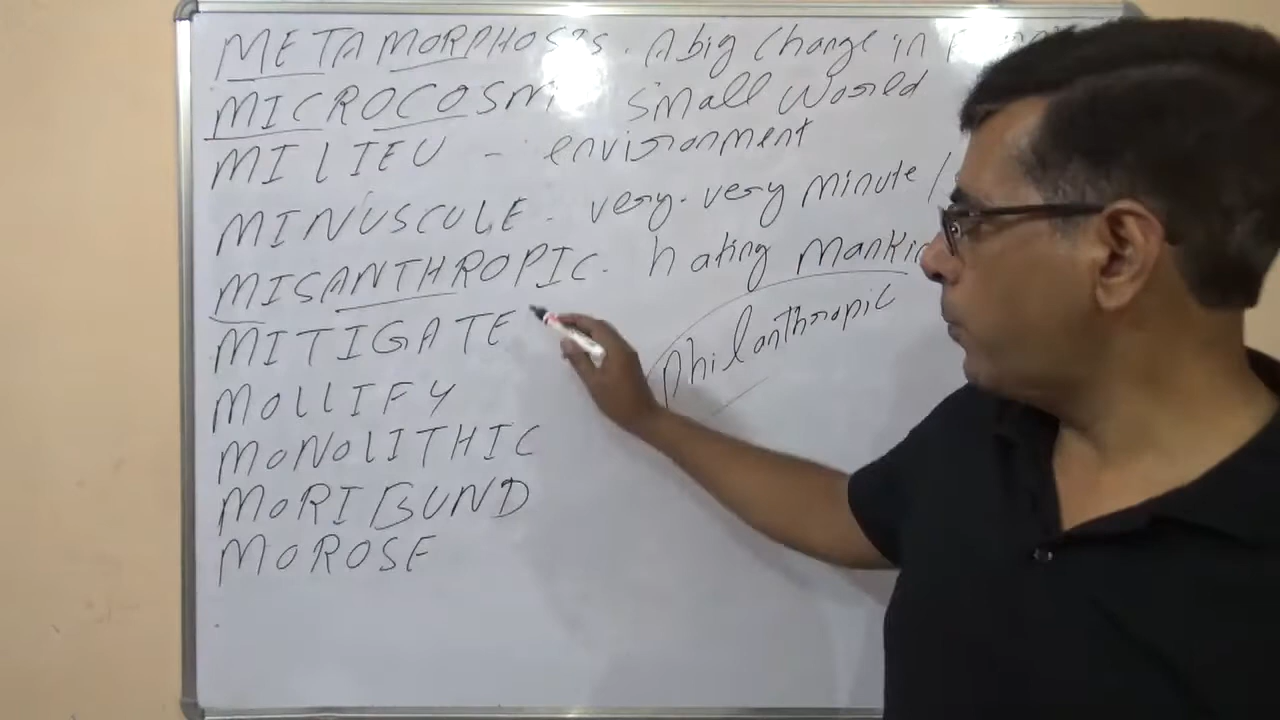 METAMORPHOSIS. A big change in
MICROCOSM small world
MILIEU - environment
MINUSCULE - very-very minute /
MISANTHROPIC. hating
Philanthropic
MITIGATE
MOLLIFY
MONOLITHIC
MORIBUND
MOROSE